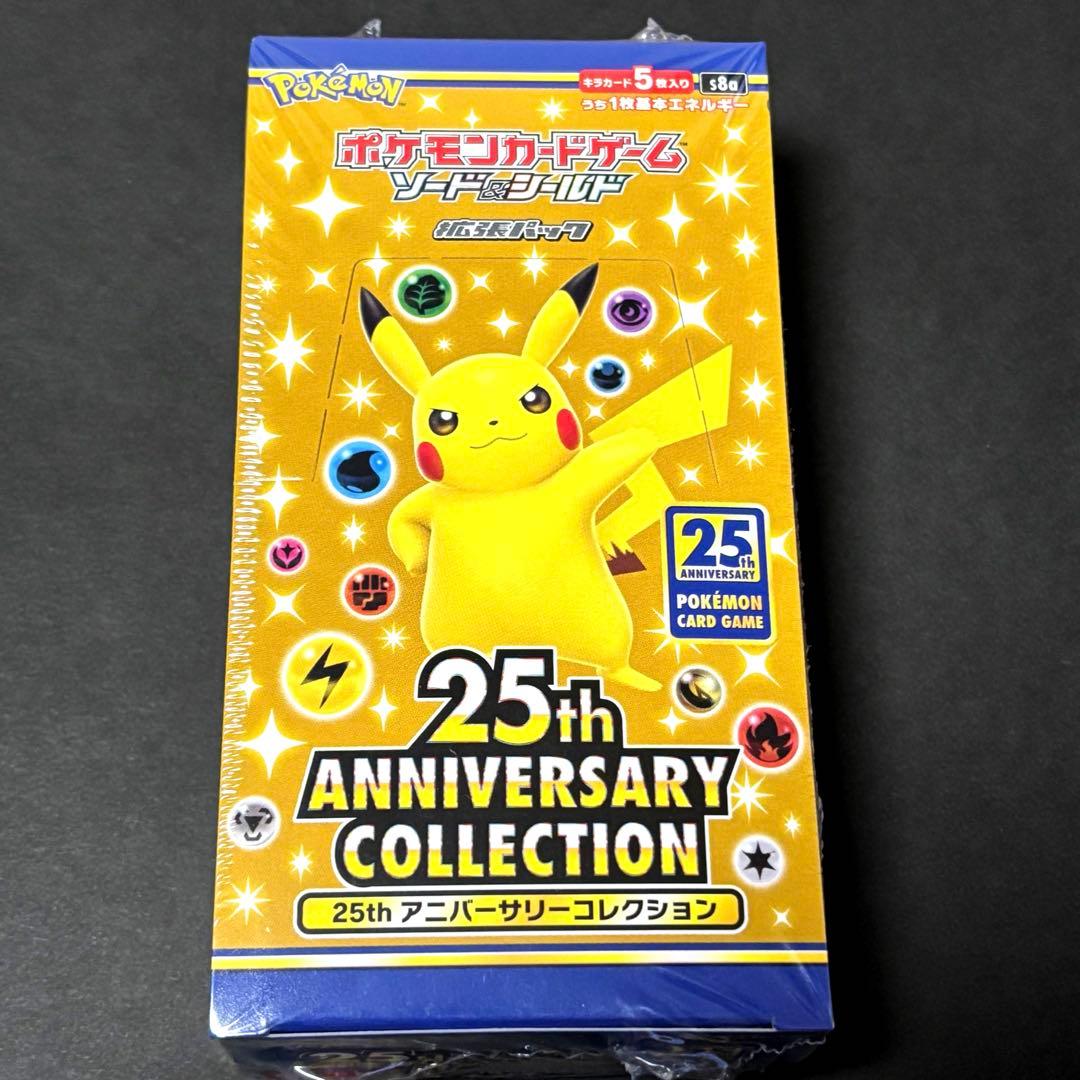 POKéMON
キラカード5枚入り s8a
うち1枚基本エネルギー
ポケモンカードゲーム
ソード&シールド
拡張パック
25th
ANNIVERSARY
POKÉMON
CARD GAME
25th
ANNIVERSARY
COLLECTION
25th アニバーサリーコレクション
25th